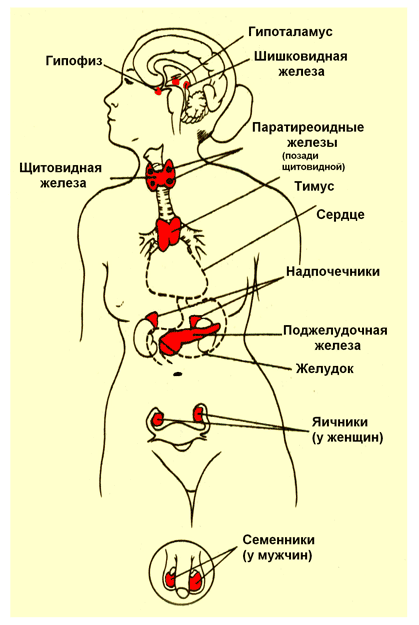 Гипоталамус
Гипофиз
Шишковидная
железа
Паратиреоидные
железы
(позади
щитовидной)
Щитовидная
железа
Тимус
Сердце
Надпочечники
Поджелудочная
железа
Желудок
Яичники
(у женщин)
Семенники
(у мужчин)